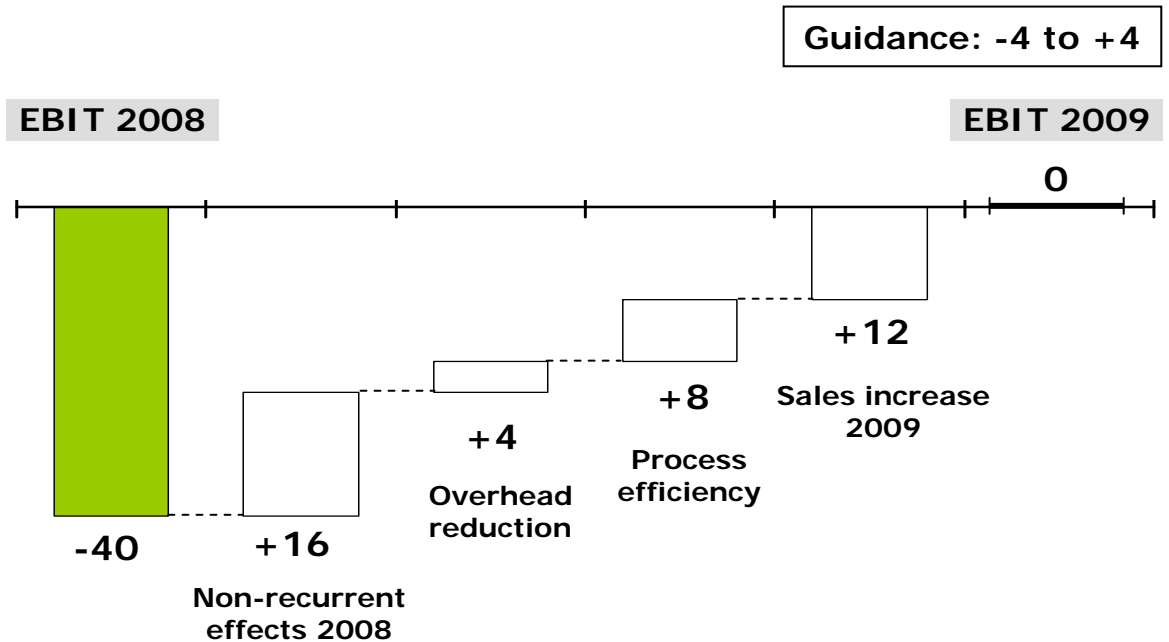 Guidance: -4 to +4
EBIT 2008
EBIT 2009
0
+12
Sales increase
2009
+8
Process
efficiency
+4
Overhead
reduction
-40
+16
Non-recurrent
effects 2008